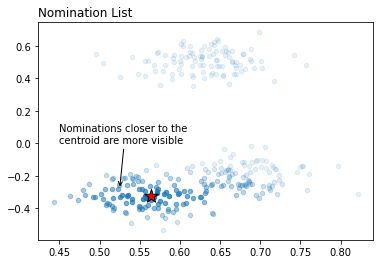 Nomination List
0.6
0.4
0.2
0.0
−0.2
−0.4
Nominations closer to the
centroid are more visible
0.45 0.50 0.55 0.60 0.65 0.70 0.75 0.80